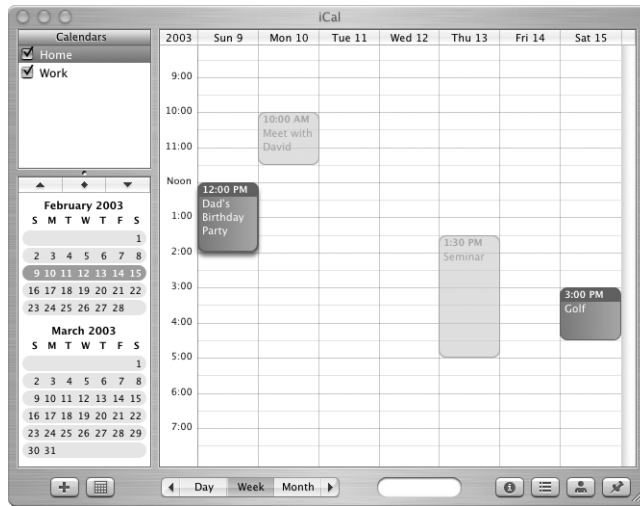 iCal
Calendars
Home
Work
February 2003
S M T W T F S
1
2 3 4 5 6 7 8
9 10 11 12 13 14 15
16 17 18 19 20 21 22
23 24 25 26 27 28
March 2003
S M T W T F S
1
2 3 4 5 6 7 8
9 10 11 12 13 14 15
16 17 18 19 20 21 22
23 24 25 26 27 28 29
30 31
2003 Sun 9 Mon 10 Tue 11 Wed 12 Thu 13 Fri 14 Sat 15
9:00
10:00
11:00
Noon
1:00
2:00
3:00
4:00
5:00
6:00
7:00
12:00 PM
Dad's
Birthday
Party
10:00 AM
Meet with
David
1:30 PM
Seminar
3:00 PM
Golf
Day Week Month